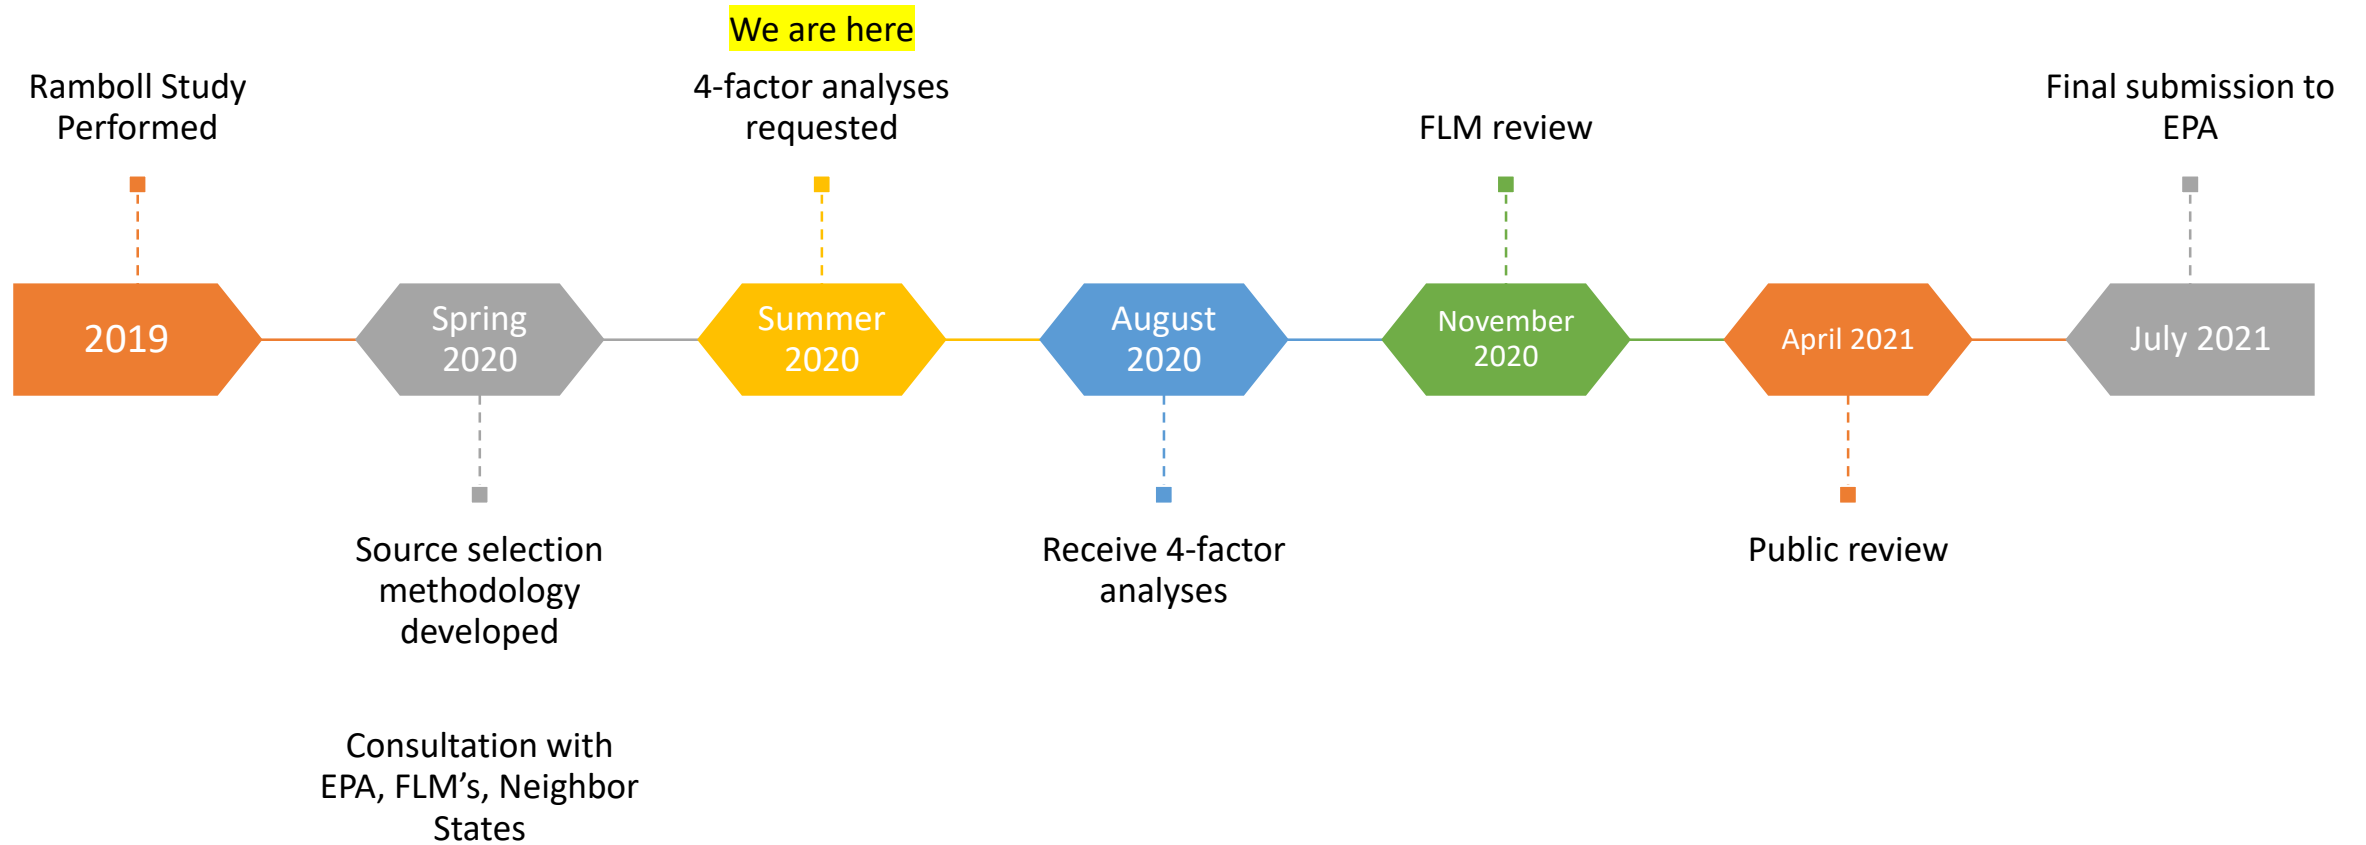 We are here
Ramboll Study
Performed
4-factor analyses
requested
FLM review
Final submission to
EPA
2019
Spring
2020
Summer
2020
August
2020
November
2020
April 2021
July 2021
Source selection
methodology
developed
Receive 4-factor
analyses
Public review
Consultation with
EPA, FLM’s, Neighbor
States